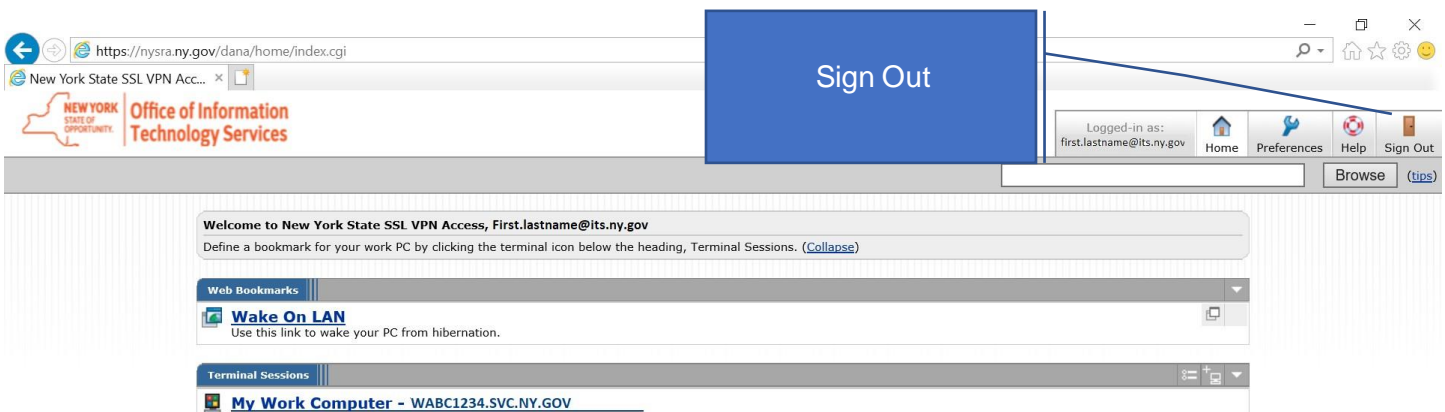 https://nysra.ny.gov/dana/home/index.cgi
New York State SSL VPN Acc...
Sign Out
NEW YORK
STATE OF
OPPORTUNITY.
Office of Information
Technology Services
Logged-in as:
first.lastname@its.ny.gov
Home
Preferences
Help
Sign Out
Browse
(tips)
Welcome to New York State SSL VPN Access, First.lastname@its.ny.gov
Define a bookmark for your work PC by clicking the terminal icon below the heading, Terminal Sessions. (Collapse)
Web Bookmarks
Wake On LAN
Use this link to wake your PC from hibernation.
Terminal Sessions
My Work Computer - WABC1234.SVC.NY.GOV